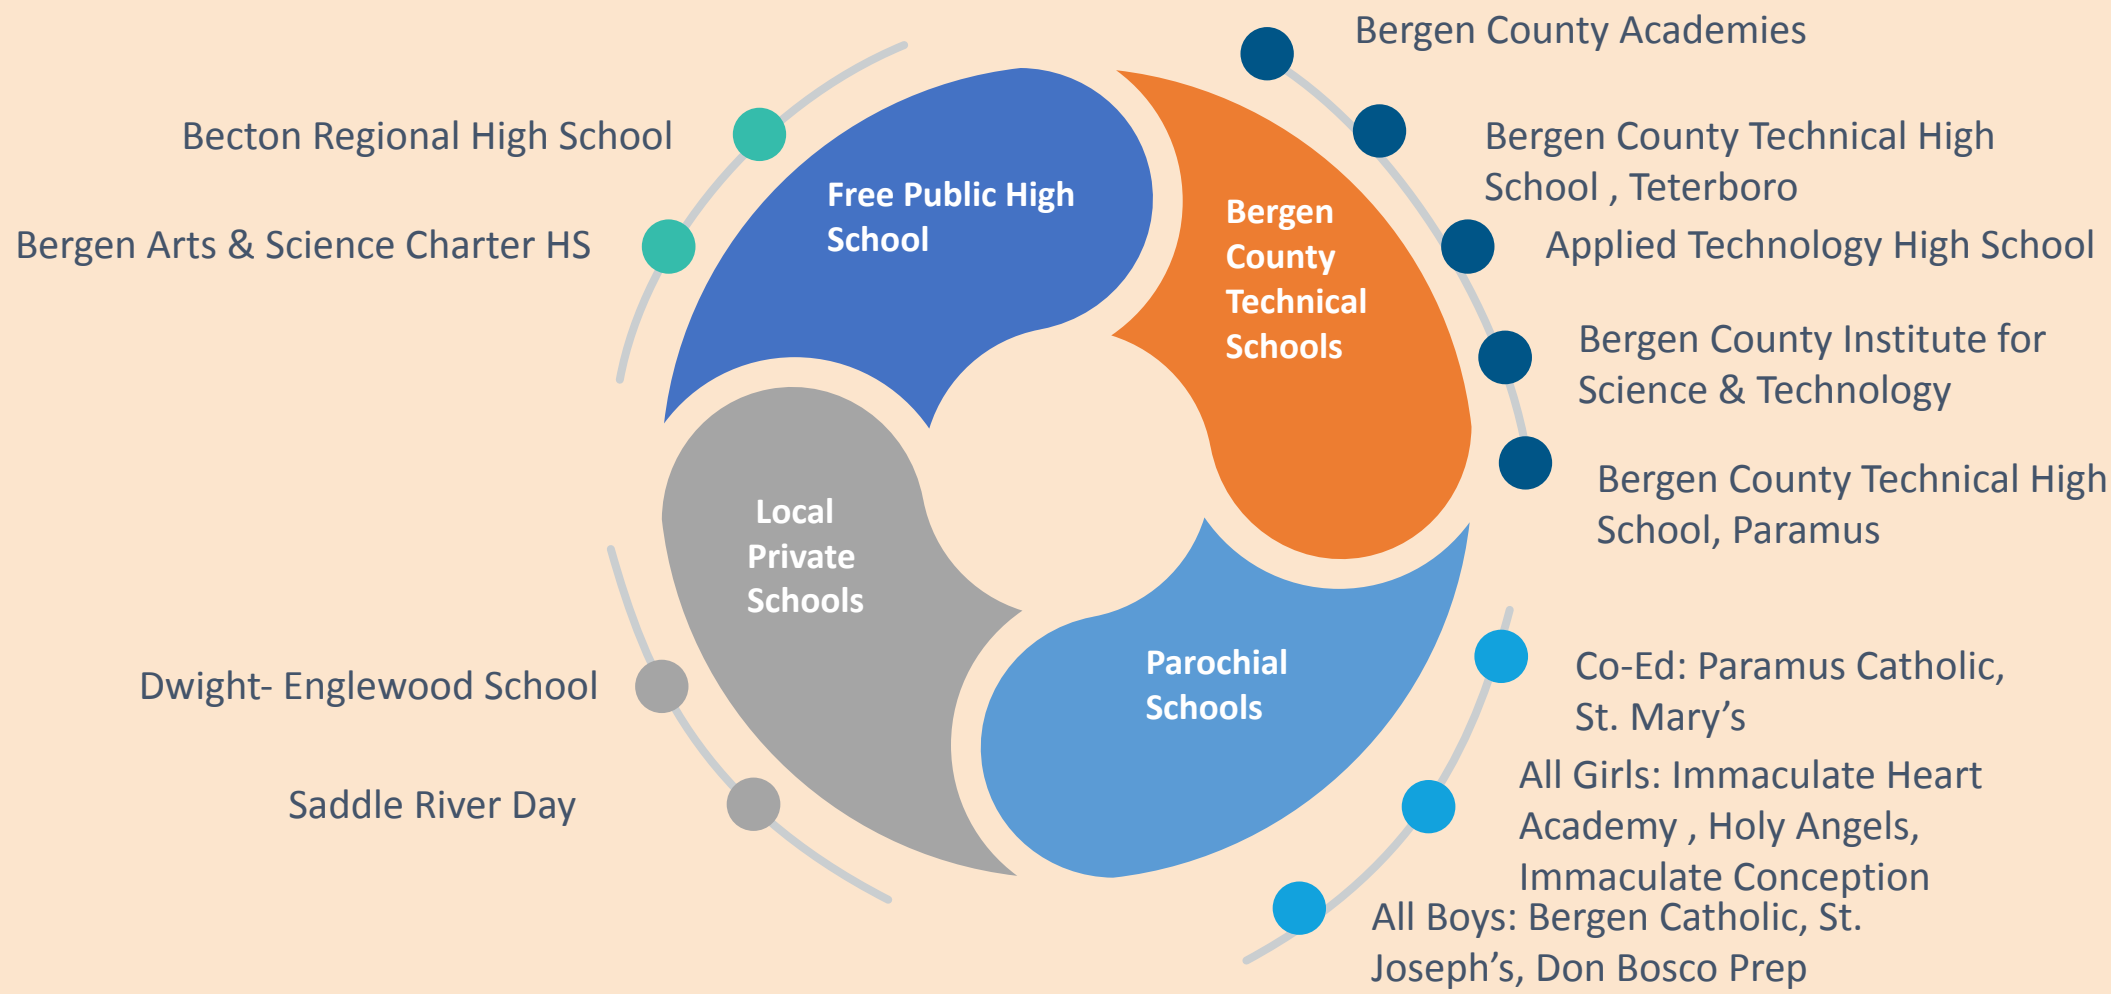 Free Public High
School
Becton Regional High School
Bergen Arts & Science Charter HS
Bergen
County
Technical
Schools
Bergen County Academies
Bergen County Technical High
School , Teterboro
Applied Technology High School
Bergen County Institute for
Science & Technology
Bergen County Technical High
School, Paramus
Local
Private
Schools
Dwight- Englewood School
Saddle River Day
Parochial
Schools
Co-Ed: Paramus Catholic,
St. Mary’s
All Girls: Immaculate Heart
Academy , Holy Angels,
Immaculate Conception
All Boys: Bergen Catholic, St.
Joseph’s, Don Bosco Prep